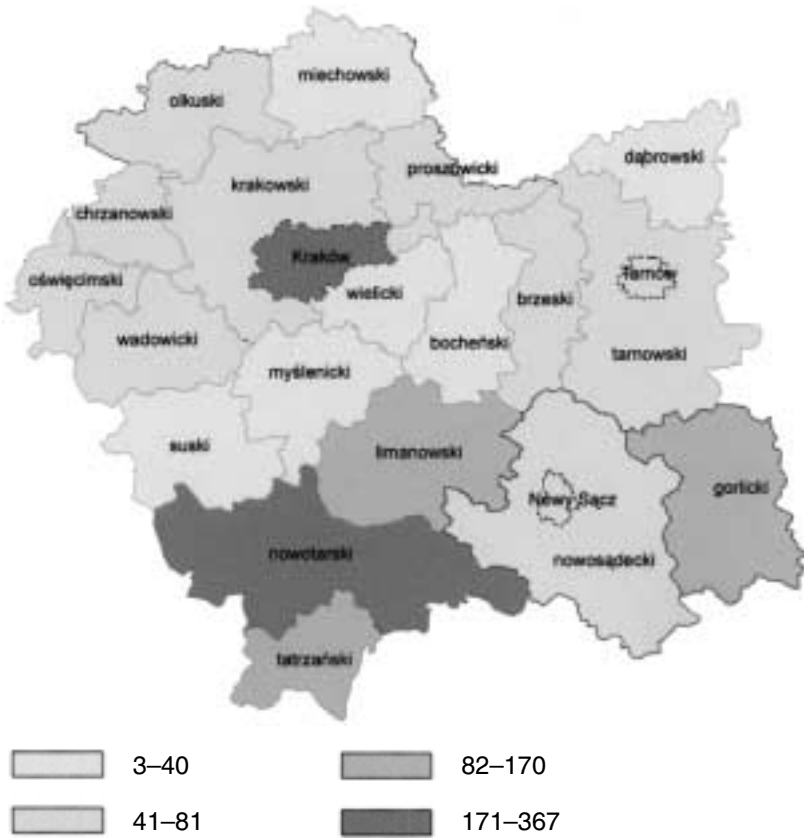 miechowski
olkuski
dąbrowski
proszowicki
krakowski
chrzanowski
Kraków
oświęcimski
Tarnów
wielicki
brzeski
wadowicki
bocheński
tarnowski
myślenicki
suski
limanowski
gorlicki
Nowy Sącz
nowotarski
nowosądecki
tatrzański
3–40
82–170
41–81
171–367